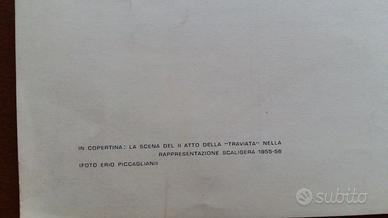 IN COPERTINA: LA SCENA DEL II ATTO DELLA "TRAVIATA" NELLA
RAPPRESENTAZIONE SCALIGERA 1955-56
(FOTO ERIO PICCAGLIANI)
subito